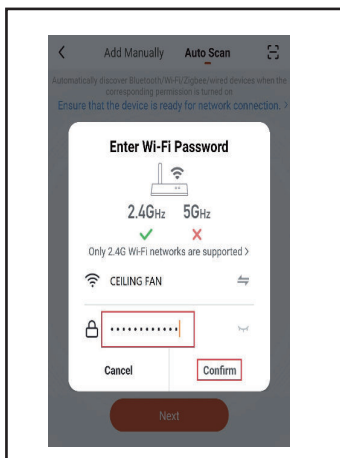 Add Manually Auto Scan
Automatically discover Bluetooth/Wi-Fi/Zigbee/wired devices when the
corresponding permission is turned on
Ensure that the device is ready for network connection. >
Enter Wi-Fi Password
2.4GHz 5GHz
Only 2.4G Wi-Fi networks are supported >
CEILING FAN
Cancel Confirm
Next